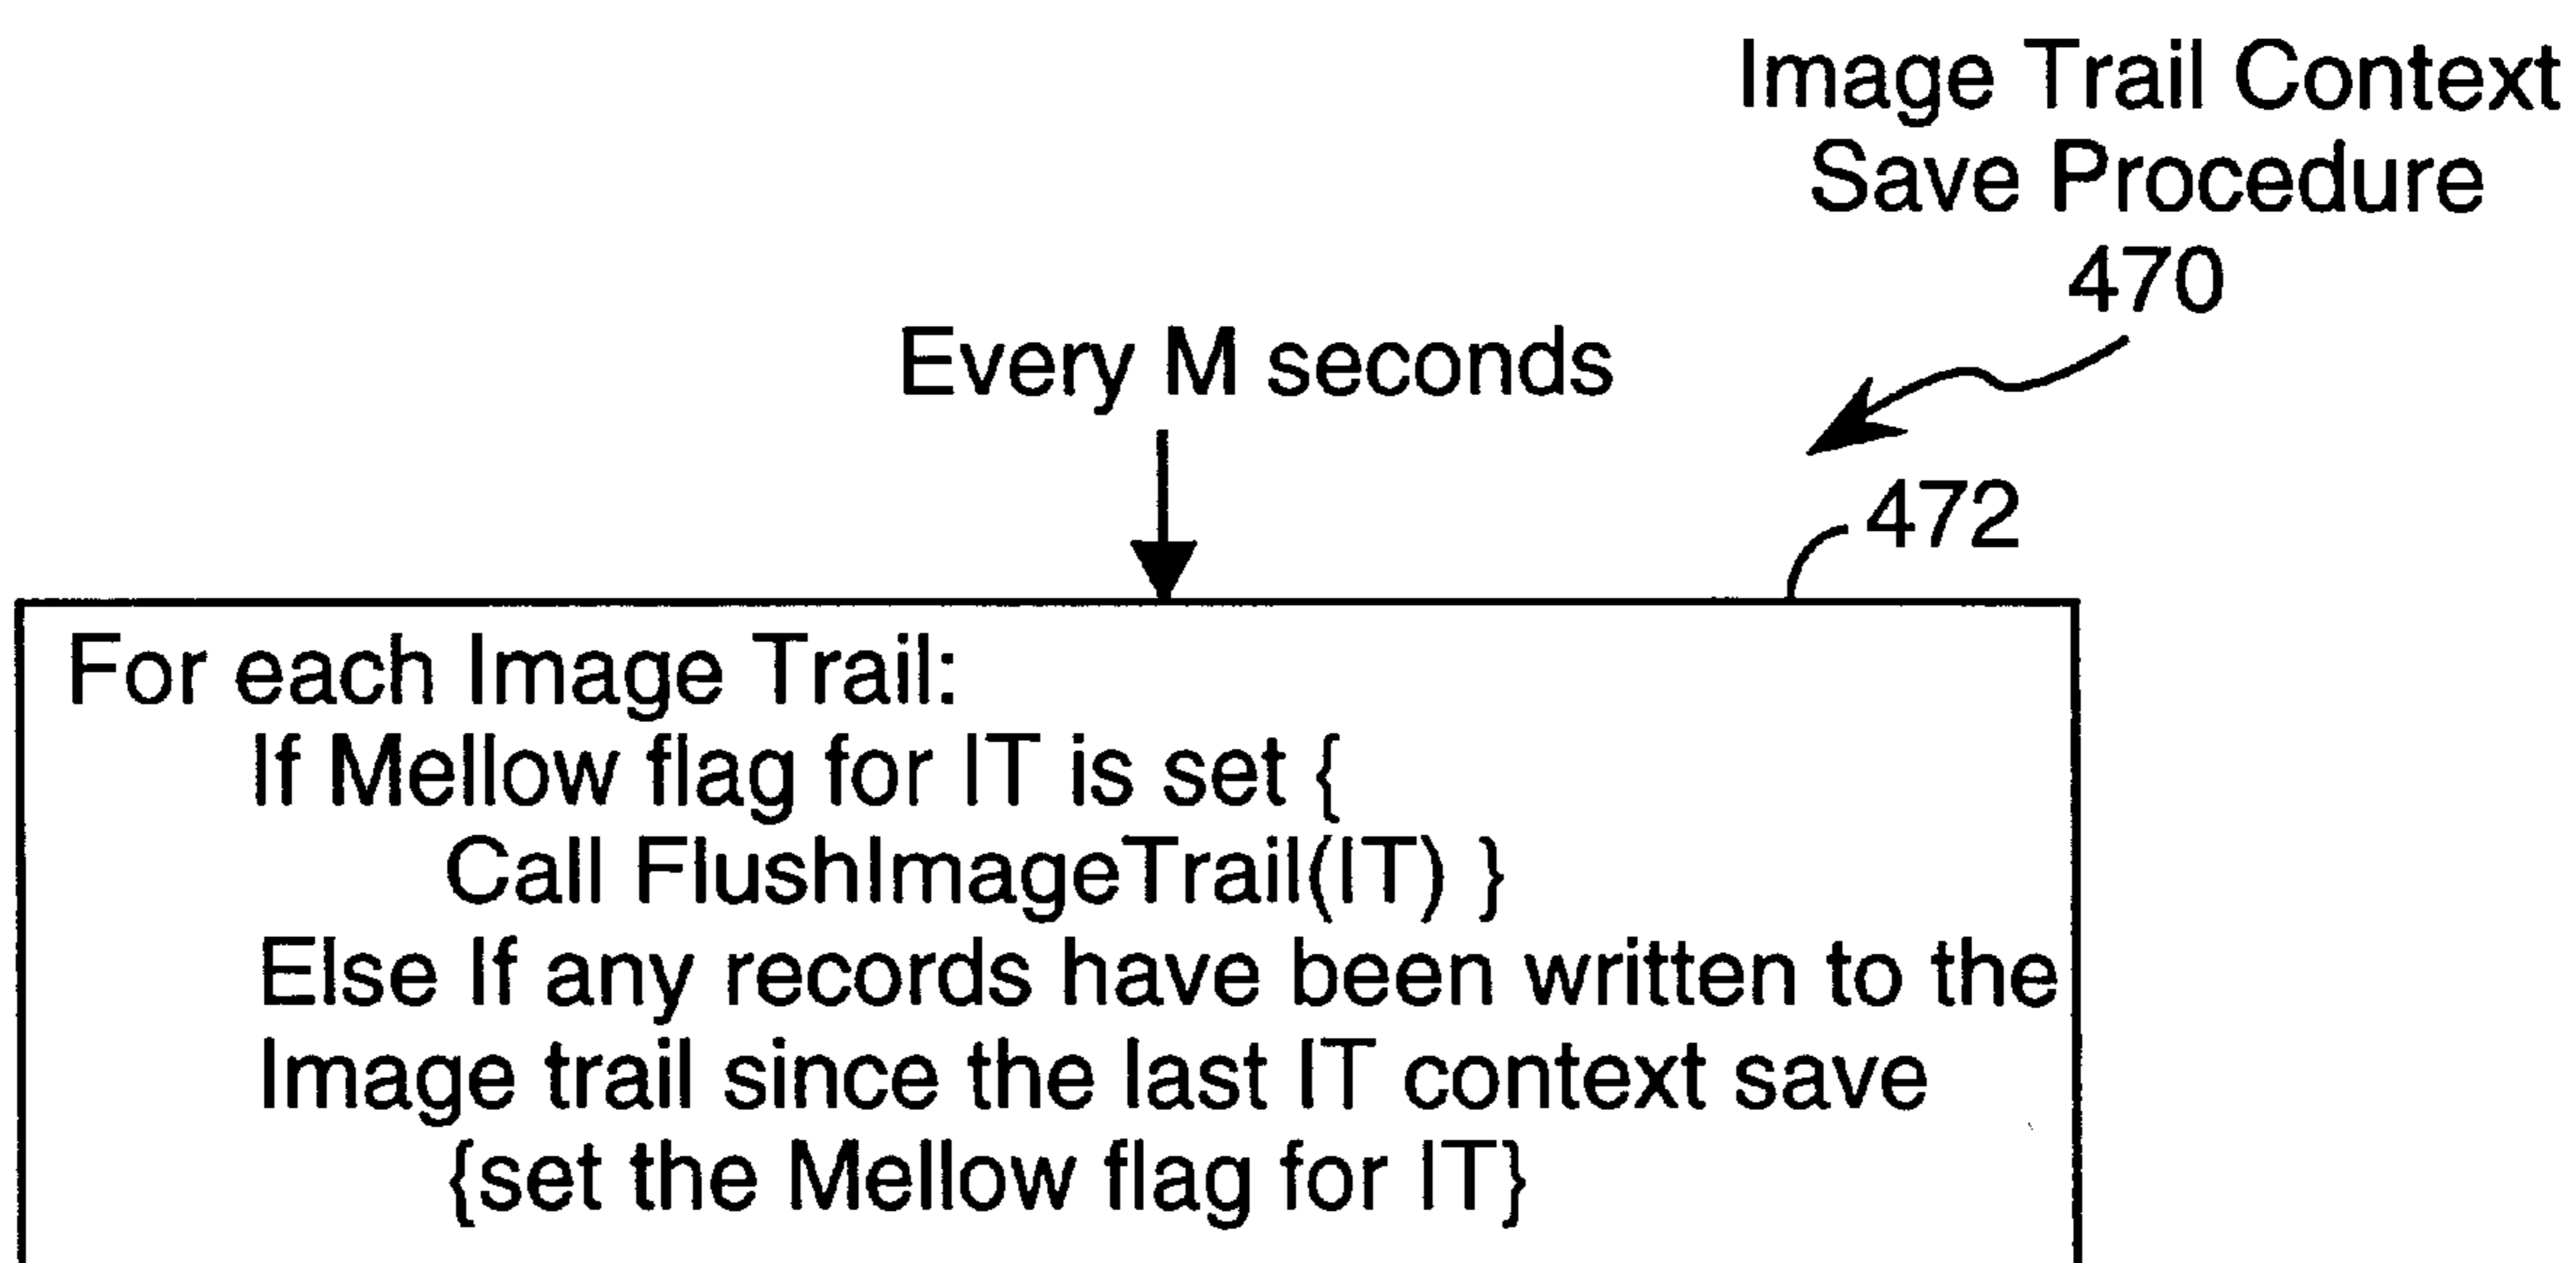 Image Trail Context
Save Procedure
470
Every M seconds
472
For each Image Trail:
If Mellow flag for IT is set {
Call FlushImageTrail(IT) }
Else If any records have been written to the
Image trail since the last IT context save
{set the Mellow flag for IT}